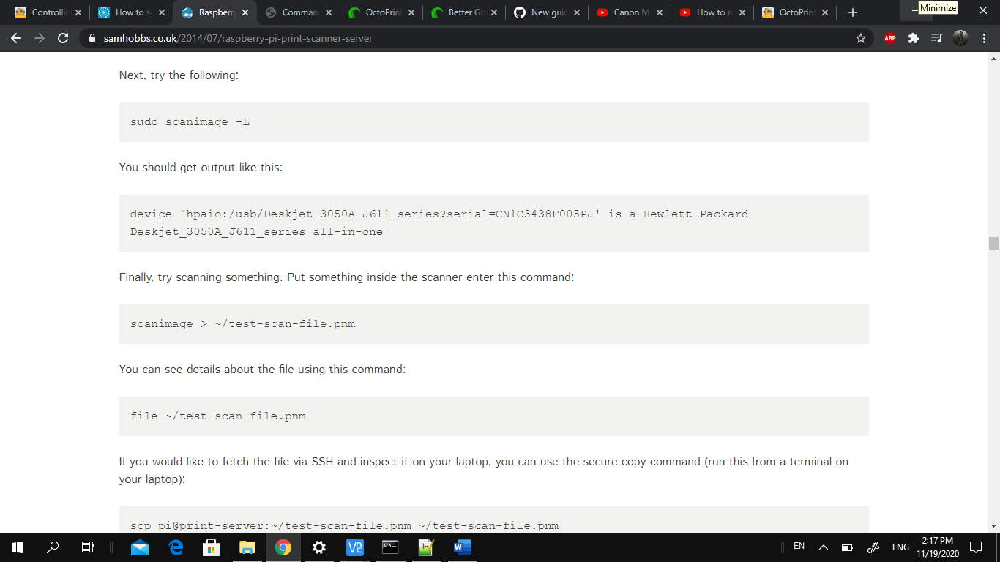 Controllin
How to se
Raspberry
Comman
OctoPrin
Better Gr
New guid
Canon M
How to m
OctoPrin
Minimize
samhobbs.co.uk/2014/07/raspberry-pi-print-scanner-server
ABP
Next, try the following:
sudo scanimage -L
You should get output like this:
device `hpaio:/usb/Deskjet_3050A_J611_series?serial=CN1C3438F005PJ' is a Hewlett-Packard
Deskjet_3050A_J611_series all-in-one
Finally, try scanning something. Put something inside the scanner enter this command:
scanimage > ~/test-scan-file.pnm
You can see details about the file using this command:
file ~/test-scan-file.pnm
If you would like to fetch the file via SSH and inspect it on your laptop, you can use the secure copy command (run this from a terminal on
your laptop):
scp pi@print-server:~/test-scan-file.pnm ~/test-scan-file.pnm
EN
ENG
2:17 PM
11/19/2020